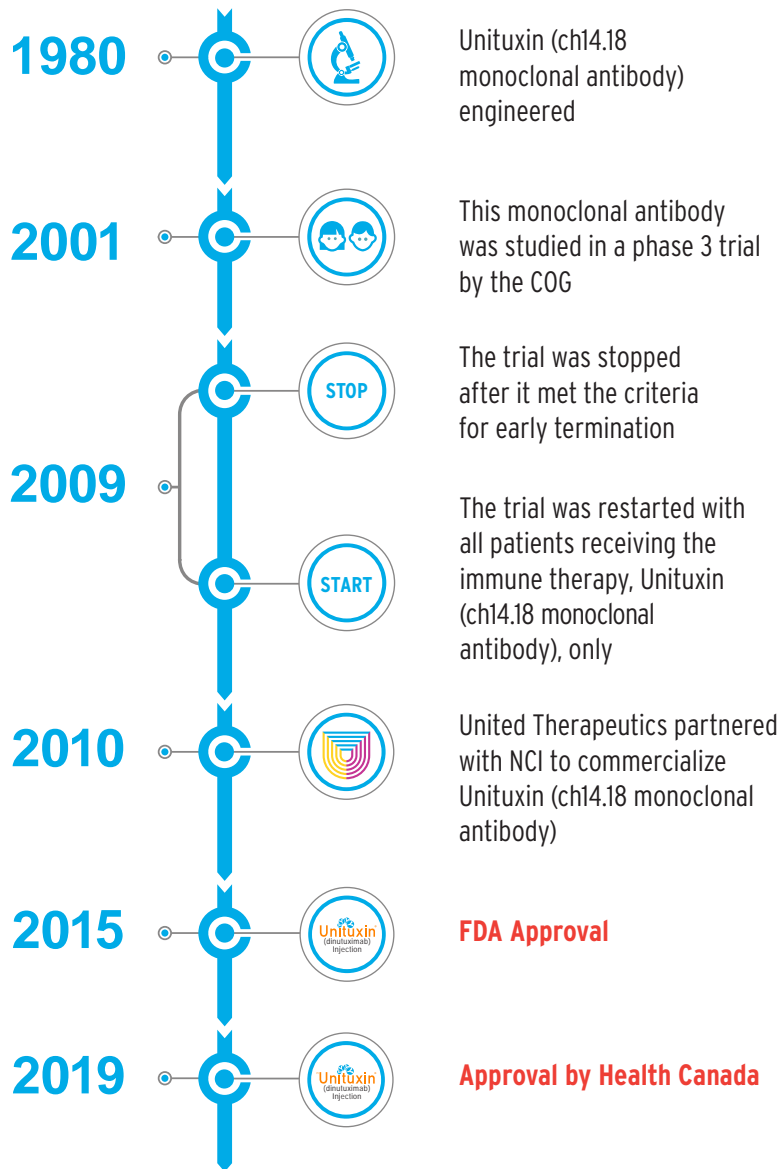 1980
Unituxin (ch14.18
monoclonal antibody)
engineered
2001
This monoclonal antibody
was studied in a phase 3 trial
by the COG
2009
STOP
The trial was stopped
after it met the criteria
for early termination
START
The trial was restarted with
all patients receiving the
immune therapy, Unituxin
(ch14.18 monoclonal
antibody), only
2010
United Therapeutics partnered
with NCI to commercialize
Unituxin (ch14.18 monoclonal
antibody)
2015
Unituxin
(dinutuximab)
Injection
FDA Approval
2019
Unituxin
(dinutuximab)
Injection
Approval by Health Canada